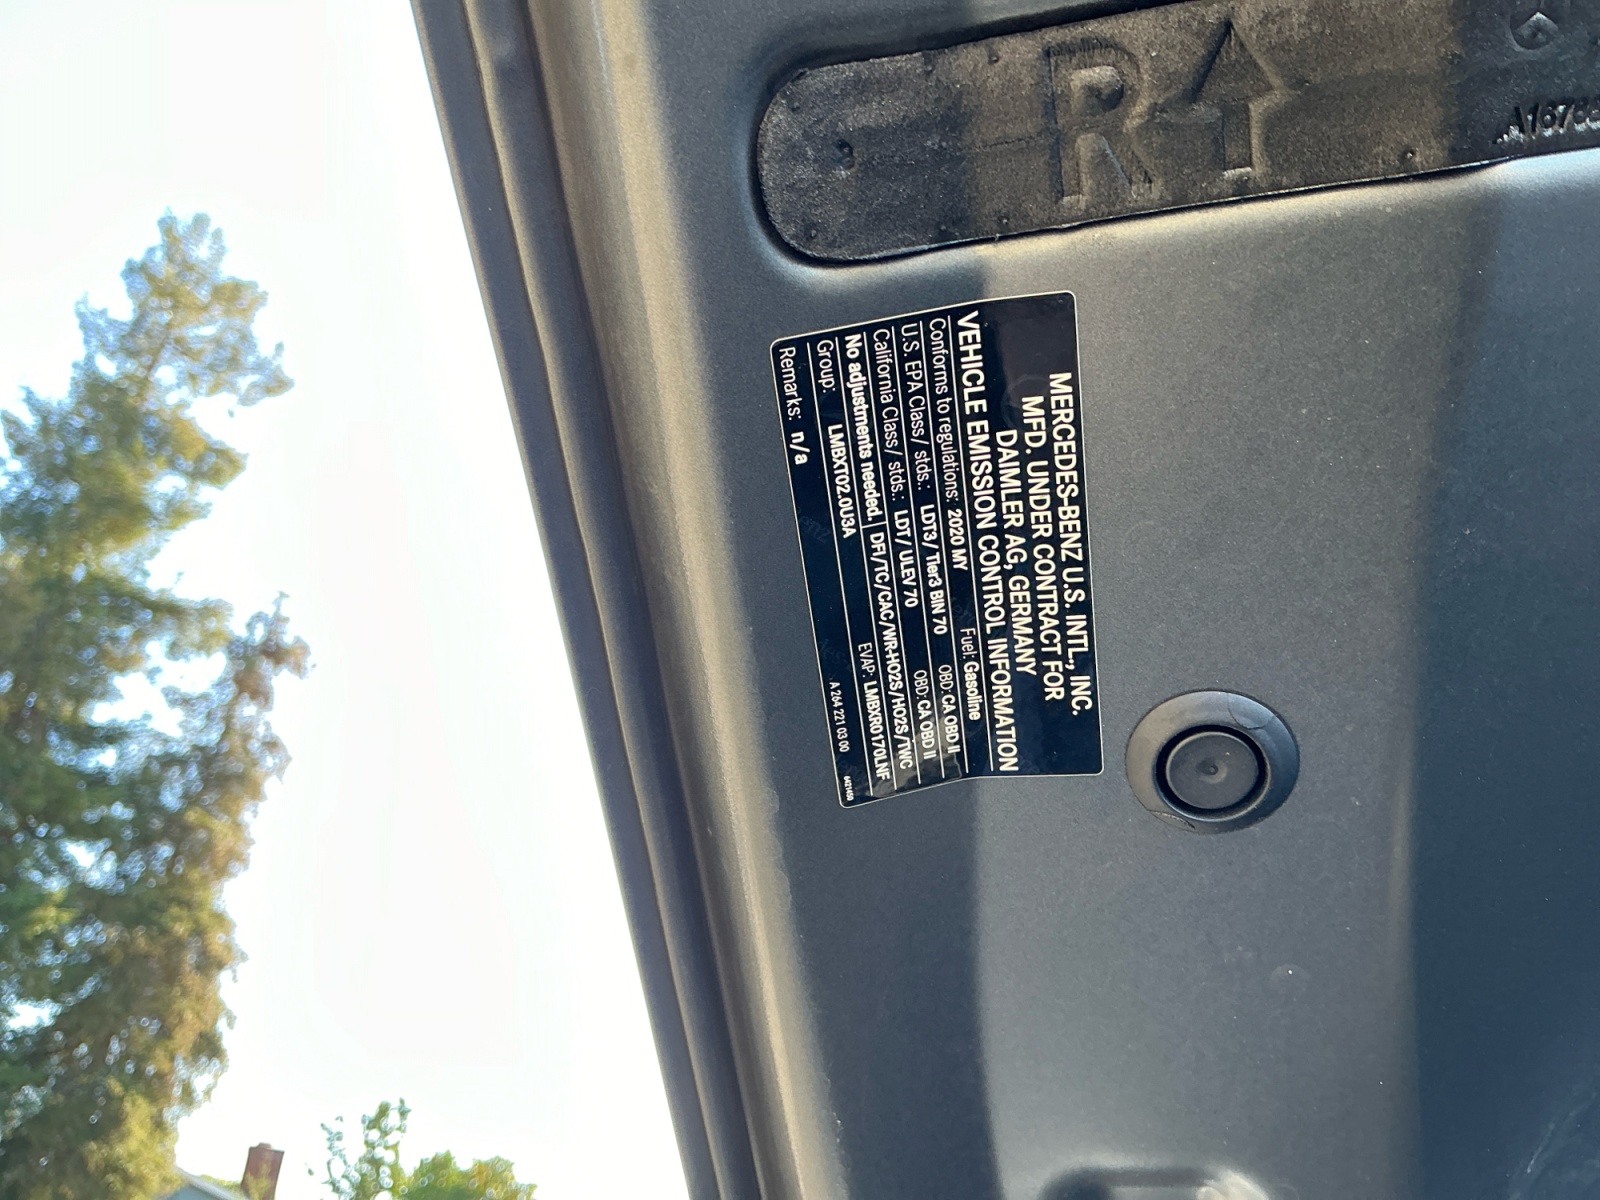 R
A1676
MERCEDES-BENZ U.S. INTL., INC.
MFD. UNDER CONTRACT FOR
DAIMLER AG, GERMANY
VEHICLE EMISSION CONTROL INFORMATION
Conforms to regulations: 2020 MY Fuel: Gasoline
U.S. EPA Class/ stds.: LDT3/ Tier3 BIN 70 OBD: CA OBD II
California Class/ stds.: LDT/ ULEV 70 OBD: CA OBD II
No adjustments needed. DFI/TC/CAC/WR-HO2S/HO2S/TWC
Group: LMBXT02.0U3A EVAP: LMBXR0170LNF
Remarks: n/a A 264 221 03 00 6421450